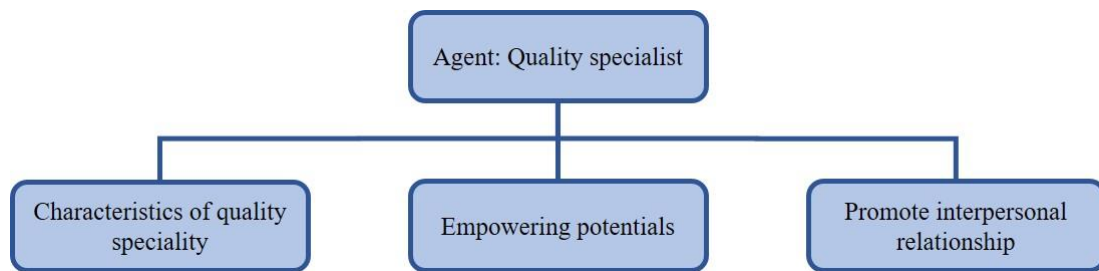 Agent: Quality specialist
Characteristics of quality
speciality
Empowering potentials
Promote interpersonal
relationship